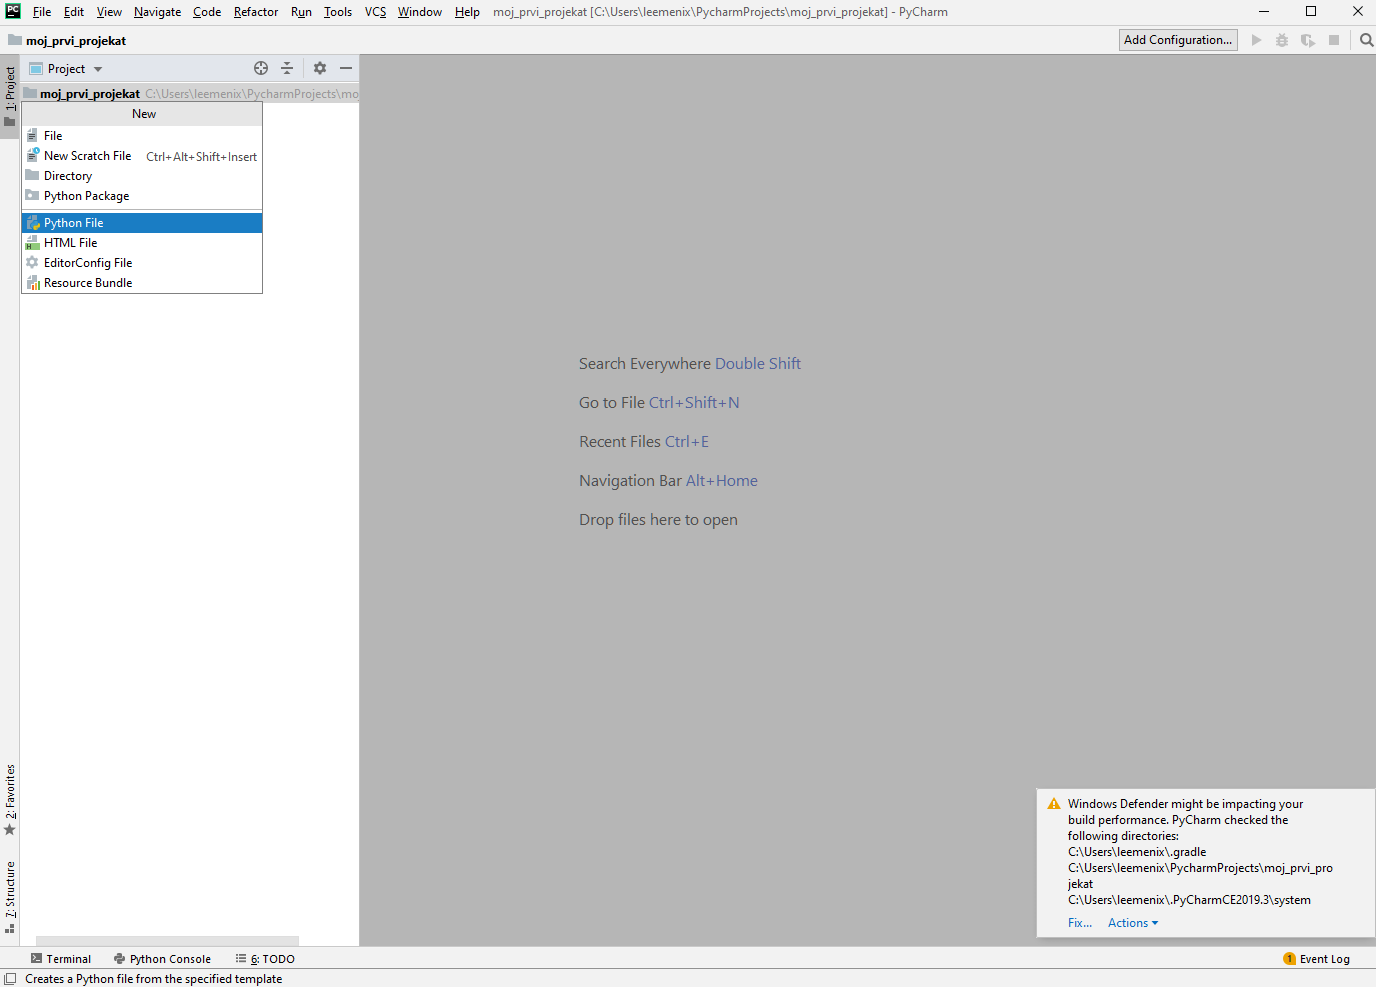 PC File Edit View Navigate Code Refactor Run Tools VCS Window Help moj_prvi_projekat [C:\Users\leemenix\PycharmProjects\moj_prvi_projekat] - PyCharm
moj_prvi_projekat Add Configuration...
1: Project
Project
moj_prvi_projekat C:\Users\leemenix\PycharmProjects\mo
New
File
New Scratch File Ctrl+Alt+Shift+Insert
Directory
Python Package
Python File
HTML File
EditorConfig File
Resource Bundle
Search Everywhere Double Shift
Go to File Ctrl+Shift+N
Recent Files Ctrl+E
Navigation Bar Alt+Home
Drop files here to open
2: Favorites
7: Structure
Windows Defender might be impacting your
build performance. PyCharm checked the
following directories:
C:\Users\leemenix\.gradle
C:\Users\leemenix\PycharmProjects\moj_prvi_pro
jekat
C:\Users\leemenix\.PyCharmCE2019.3\system
Fix... Actions
Terminal Python Console 6: TODO 1 Event Log
Creates a Python file from the specified template